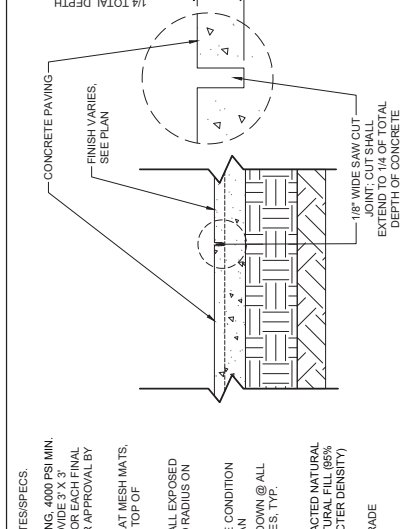 TES/SPECS.
NG, 4000 PSI MIN.
VIDE 3' X 3'
OR EACH FINAL
R APPROVAL BY
AT MESH MATS,
TOP OF
ALL EXPOSED
RADIUS ON
E CONDITION
AN
DOWN @ ALL
ES, TYP.
ACTED NATURAL
TURAL FILL (95%
CTER DENSITY)
RADE
CONCRETE PAVING
FINISH VARIES,
SEE PLAN
1/8" WIDE SAW CUT
JOINT; CUT SHALL
EXTEND TO 1/4 OF TOTAL
DEPTH OF CONCRETE
1/4 TOTAL DEPTH